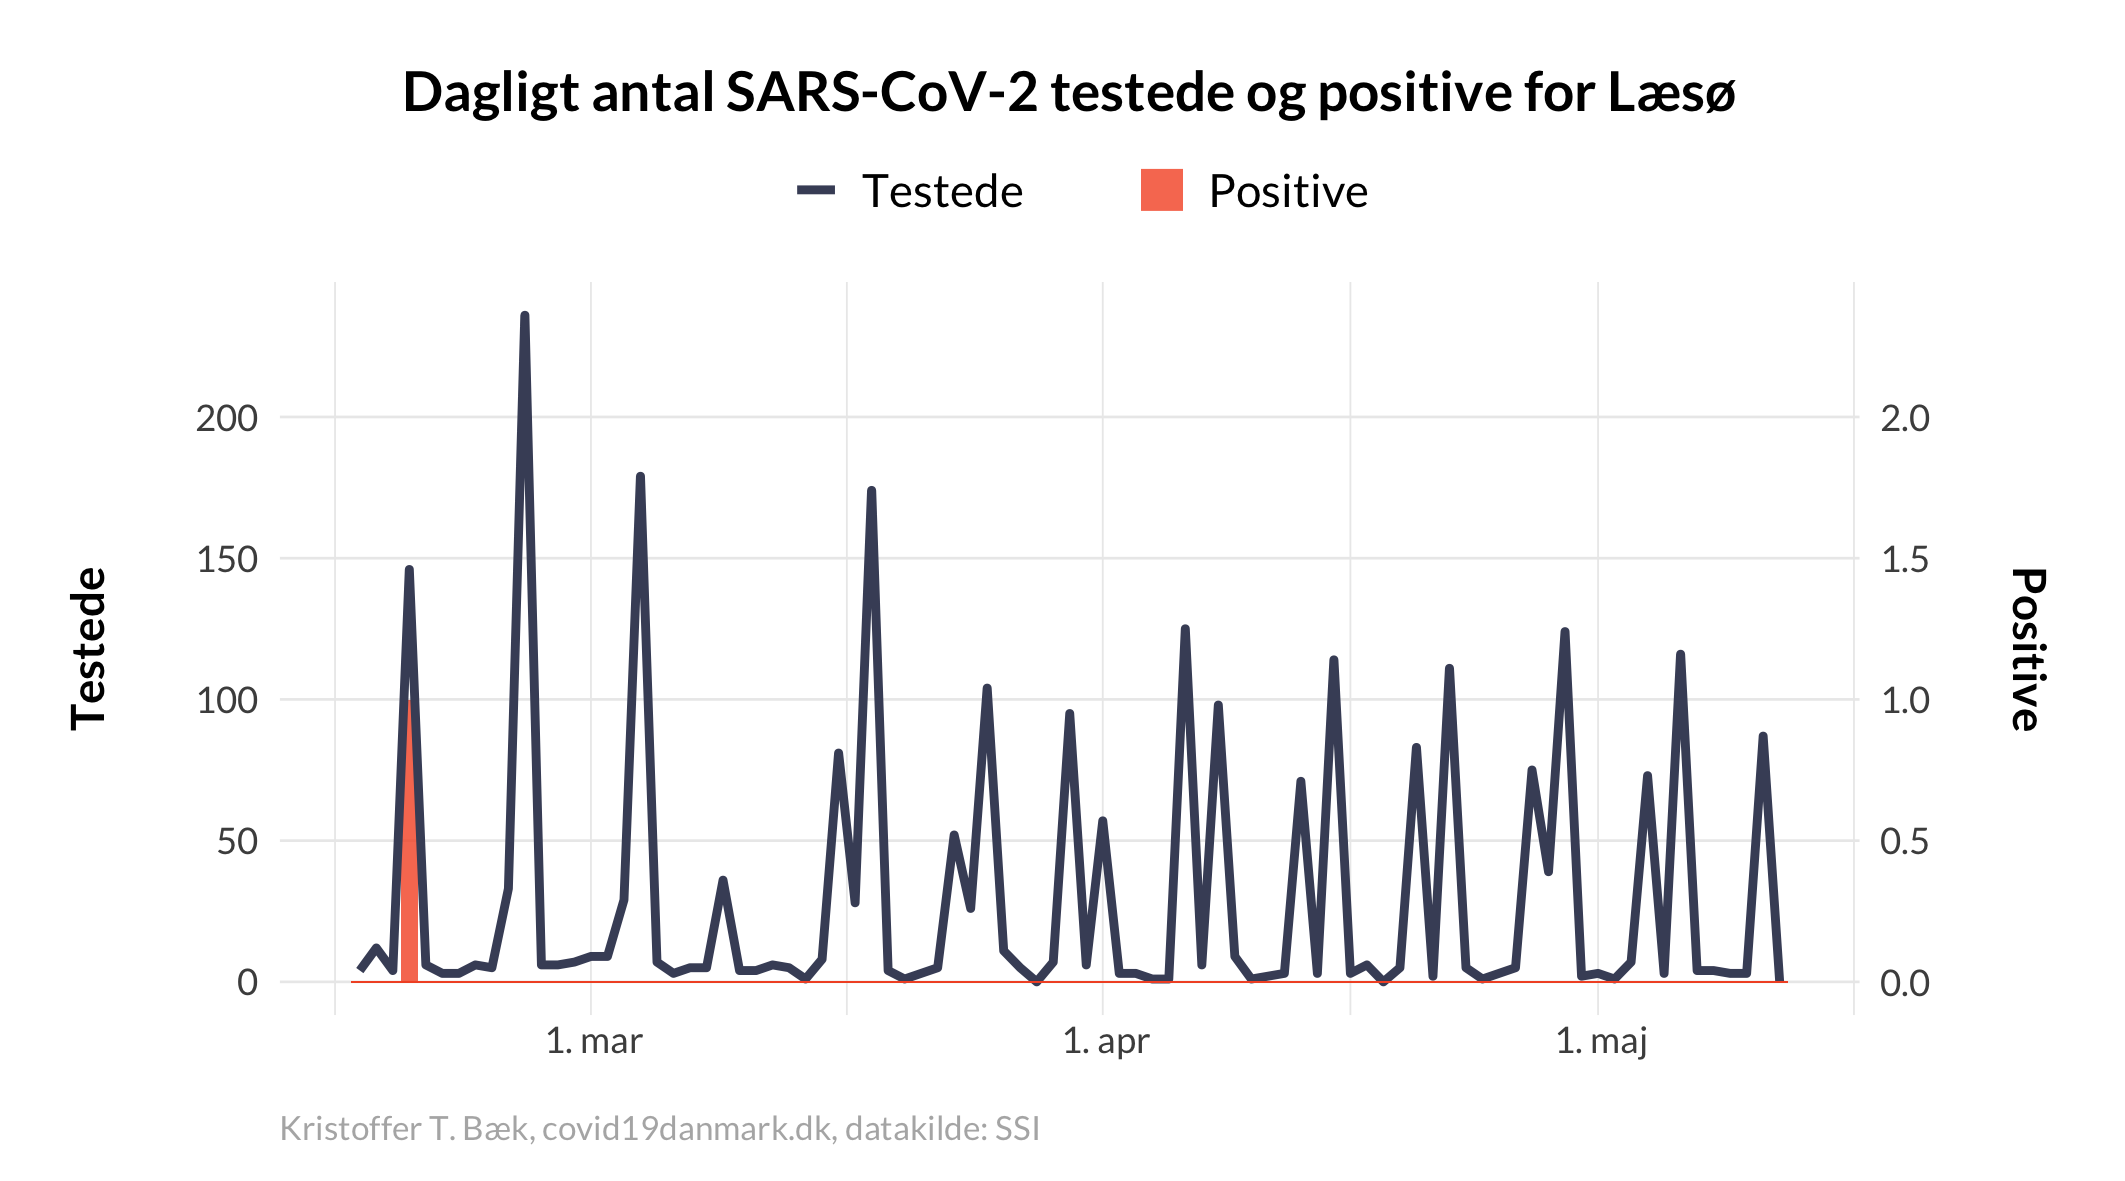 Dagligt antal SARS-CoV-2 testede og positive for Læsø
Testede
Positive
200
150
100
50
0
2.0
1.5
1.0
0.5
0.0
Testede
Positive
1. mar
1. apr
1. maj
Kristoffer T. Bæk, covid19danmark.dk, datakilde: SSI